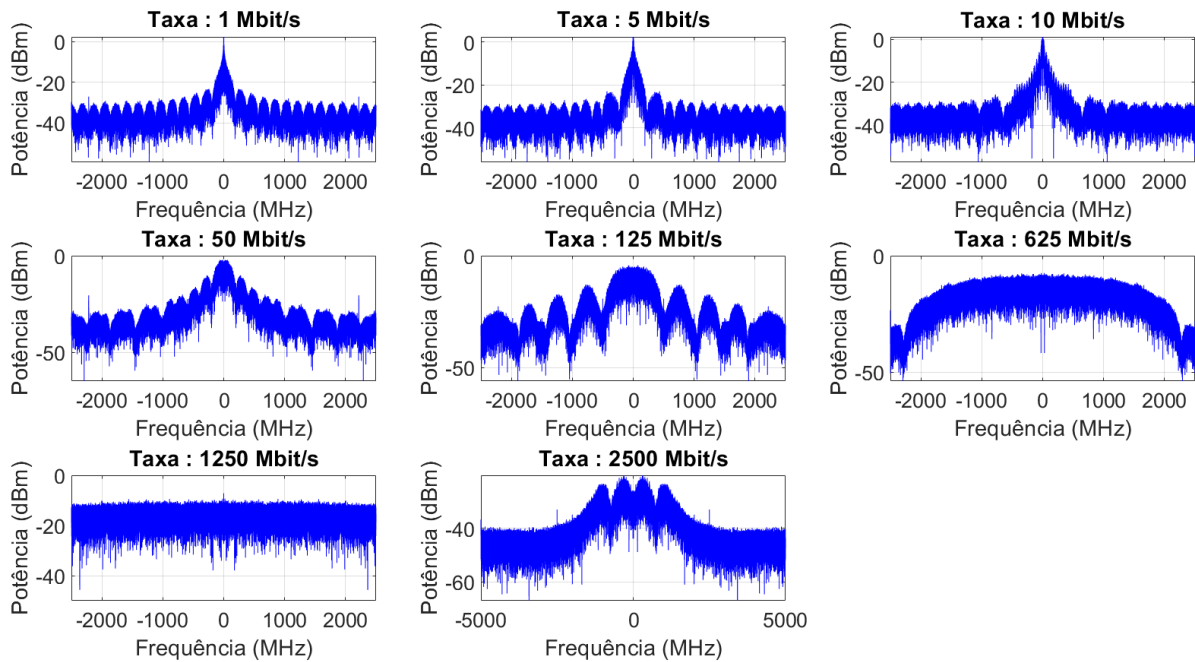 Taxa : 1 Mbit/s
Potência (dBm)
0
-20
-40
-2000 -1000 0 1000 2000
Frequência (MHz)
Taxa : 5 Mbit/s
Potência (dBm)
0
-20
-40
-2000 -1000 0 1000 2000
Frequência (MHz)
Taxa : 10 Mbit/s
Potência (dBm)
0
-20
-40
-2000 -1000 0 1000 2000
Frequência (MHz)
Taxa : 50 Mbit/s
Potência (dBm)
0
-50
-2000 -1000 0 1000 2000
Frequência (MHz)
Taxa : 125 Mbit/s
Potência (dBm)
0
-50
-2000 -1000 0 1000 2000
Frequência (MHz)
Taxa : 625 Mbit/s
Potência (dBm)
0
-50
-2000 -1000 0 1000 2000
Frequência (MHz)
Taxa : 1250 Mbit/s
Potência (dBm)
0
-20
-40
-2000 -1000 0 1000 2000
Frequência (MHz)
Taxa : 2500 Mbit/s
Potência (dBm)
-40
-60
-5000 0 5000
Frequência (MHz)